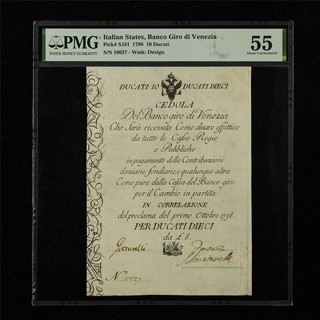 PMG
PAPER MONEY GUARANTY
Italian States, Banco Giro di Venezia
Pick# S181 1798 10 Ducati
S/N 10027 - Wmk: Design
55
About Uncirculated
DUCATI 10 DUCATI DIECI
CEDOLA
Del Banco giro di Venezia
Che Sarà ricevuta Come dinaro effettivo
da tutte le Casse Regie
e Pubbliche
in pagamento delle Contribuzioni
daziarie, fondiarie, e qualunque altra
Come pure dalla Cassa del Banco giro
per il Cambio in partita
IN CORRELAZIONE
del proclama del primo Ottobre 1798
PER DUCATI DIECI
da L 8
N.